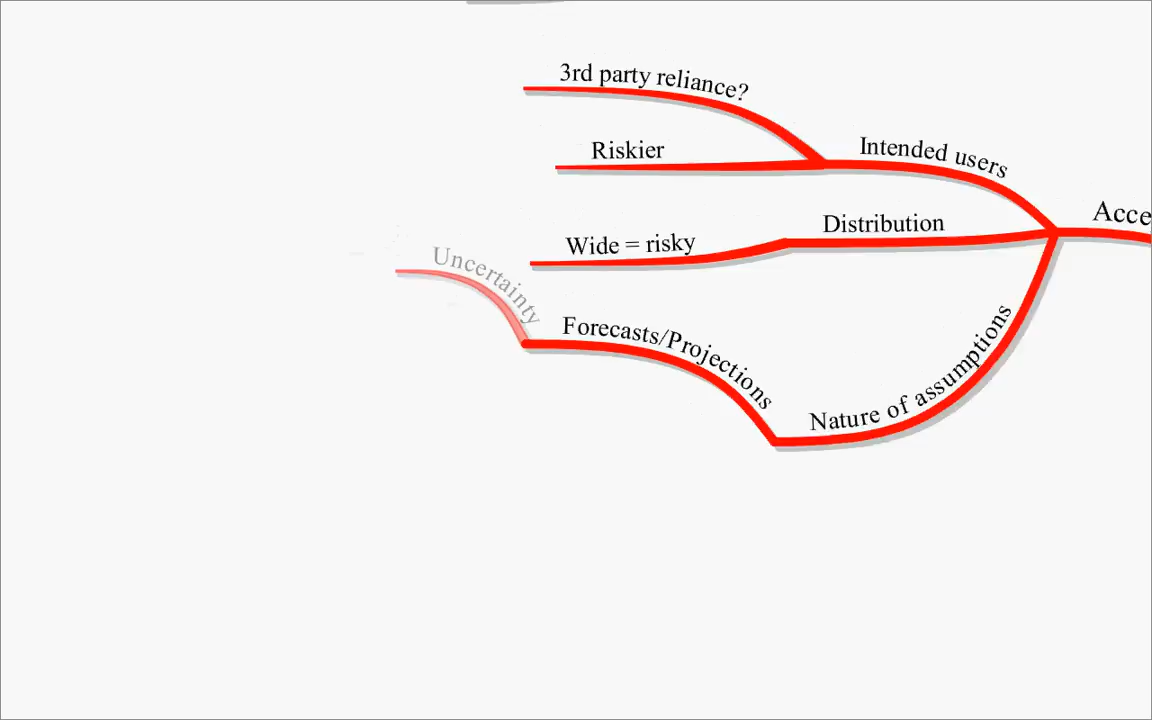 3rd party reliance?
Riskier
Intended users
Acce
Distribution
Wide = risky
Uncertainty
Forecasts/Projections
Nature of assumptions